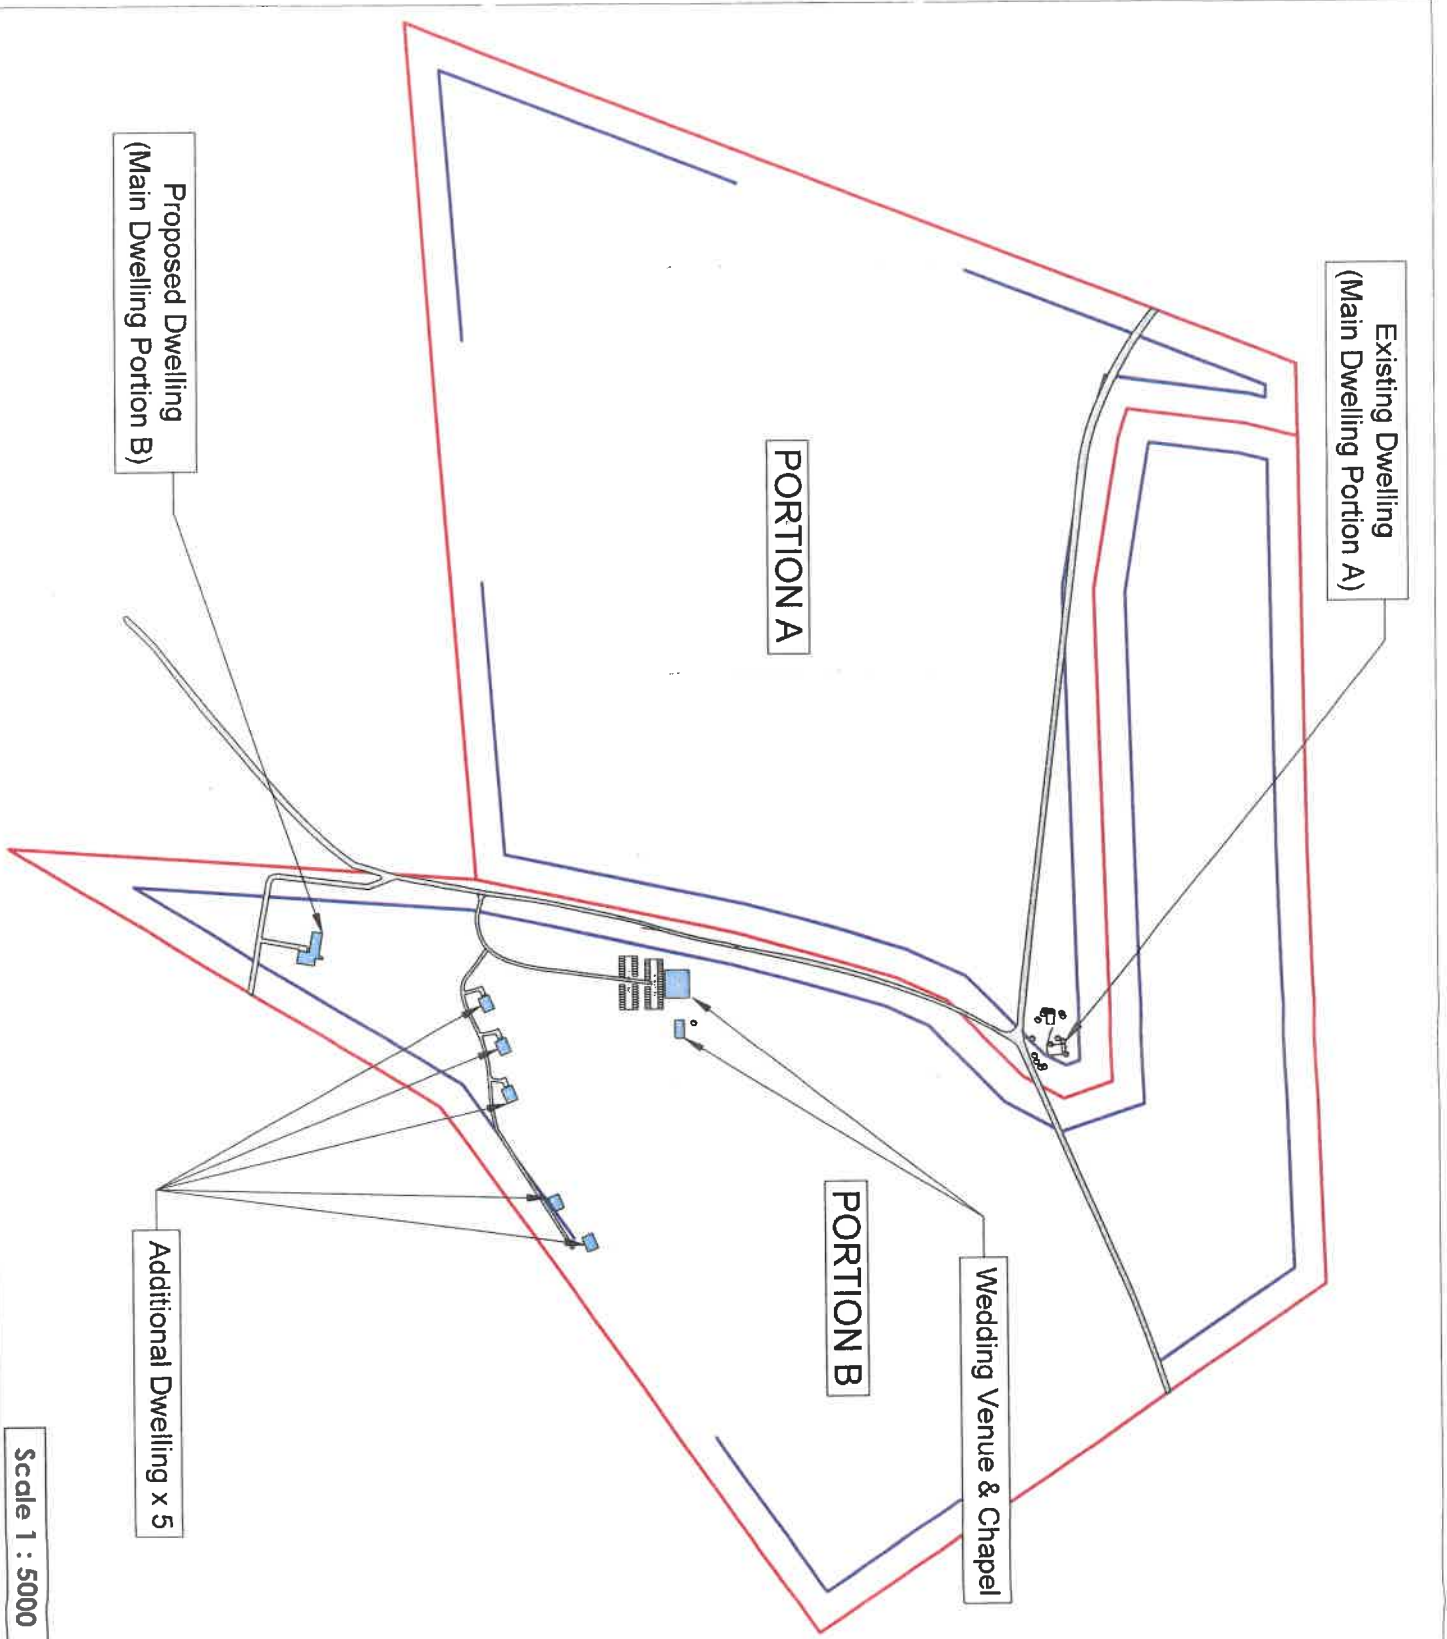 Existing Dwelling
(Main Dwelling Portion A)
PORTION A
Proposed Dwelling
(Main Dwelling Portion B)
Wedding Venue & Chapel
PORTION B
Additional Dwelling x 5
Scale 1 : 5000